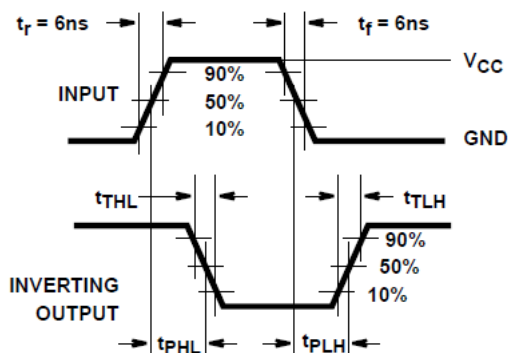 tr = 6ns
tf = 6ns
VCC
90%
INPUT
50%
10%
GND
tTHL
tTLH
90%
50%
10%
INVERTING
OUTPUT
tPHL
tPLH